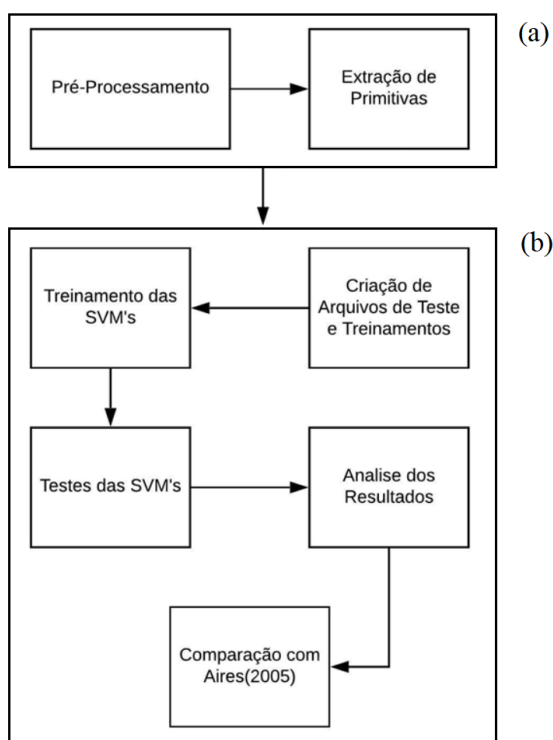 (a)
Pré-Processamento
Extração de
Primitivas
(b)
Treinamento das
SVM's
Criação de
Arquivos de Teste
e Treinamentos
Testes das SVM's
Analise dos
Resultados
Comparação com
Aires(2005)